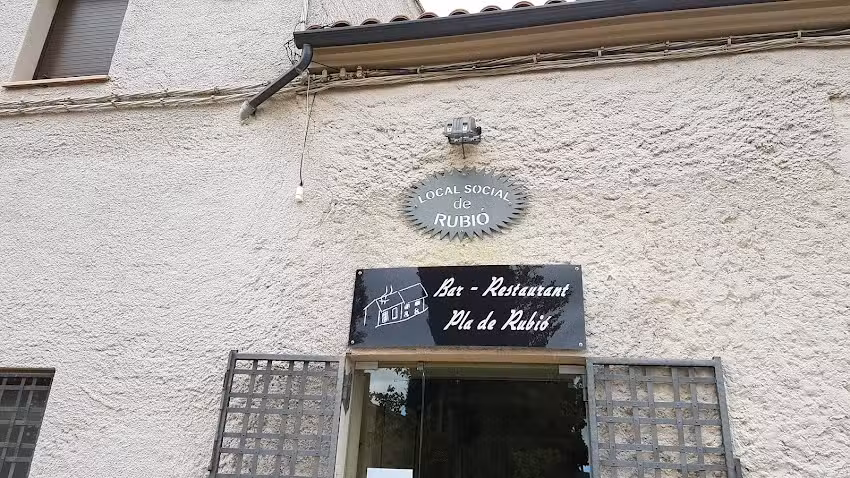 LOCAL SOCIAL
de
RUBIÓ
Bar - Restaurant
Pla de Rubió